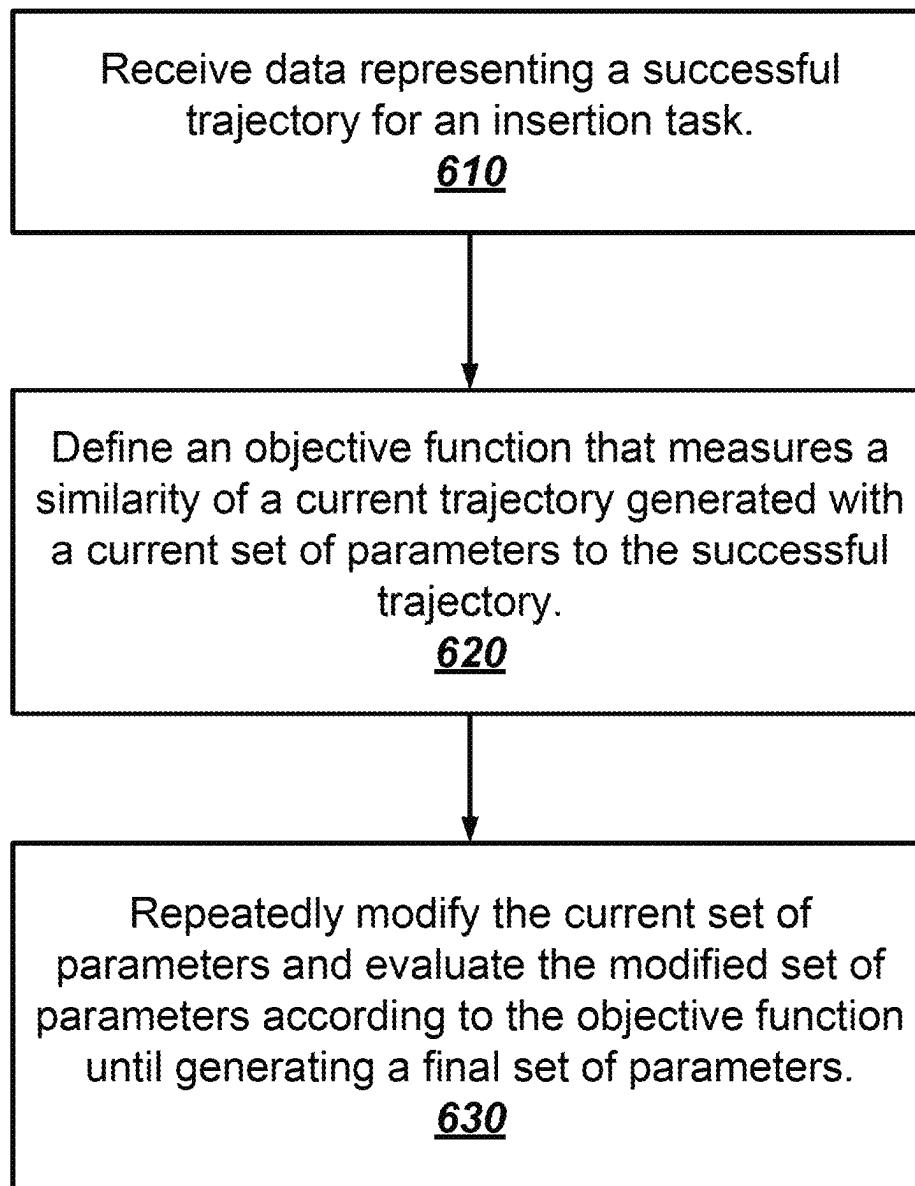 Receive data representing a successful
trajectory for an insertion task.
610
Define an objective function that measures a
similarity of a current trajectory generated with
a current set of parameters to the successful
trajectory.
620
Repeatedly modify the current set of
parameters and evaluate the modified set of
parameters according to the objective function
until generating a final set of parameters.
630